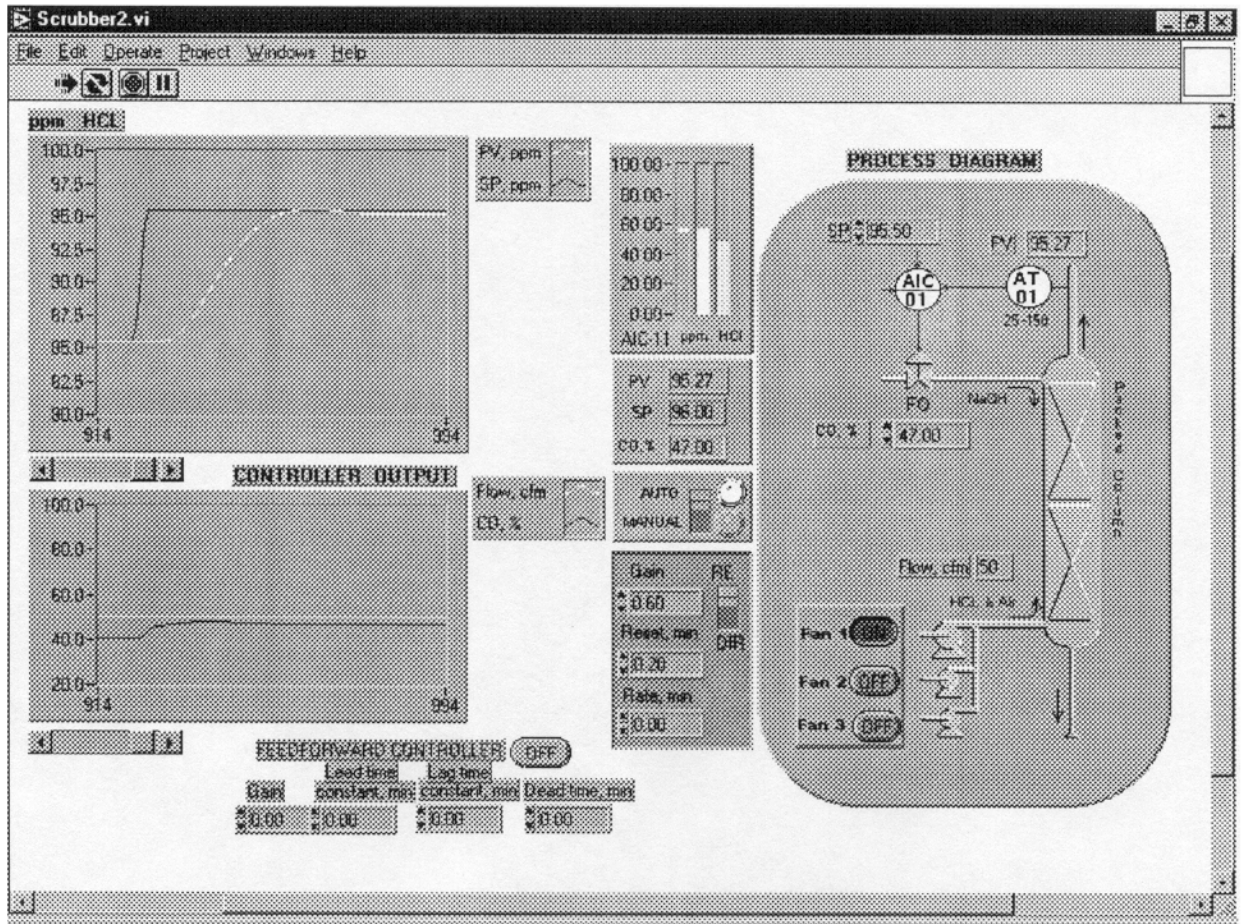 Scrubber2.vi
File Edit Operate Project Windows Help
ppm HCL
100.0
97.5
95.0
92.5
90.0
87.5
85.0
82.5
80.0
914 994
PV, ppm
SP, ppm
CONTROLLER OUTPUT
100.0
80.0
60.0
40.0
20.0
914 994
Flow, cfm
CO, %
100.00
80.00
60.00
40.00
20.00
0.00
AIC-11 ppm HCl
PV 95.27
SP 96.00
CO,% 47.00
AUTO
MANUAL
Gain
0.60
Reset, min
0.20
Rate, min
0.00
DIR
FEEDFORWARD CONTROLLER OFF
Gain
0.00
Lead time
constant, min
0.00
Lag time
constant, min
0.00
Dead time, min
0.00
PROCESS DIAGRAM
SP 95.50
PV 95.27
AIC
01
AT
01
25-150
FO
NaOH
CO, % 47.00
Packed Column
Flow, cfm 50
HCL & Air
Fan 1 ON
Fan 2 OFF
Fan 3 OFF